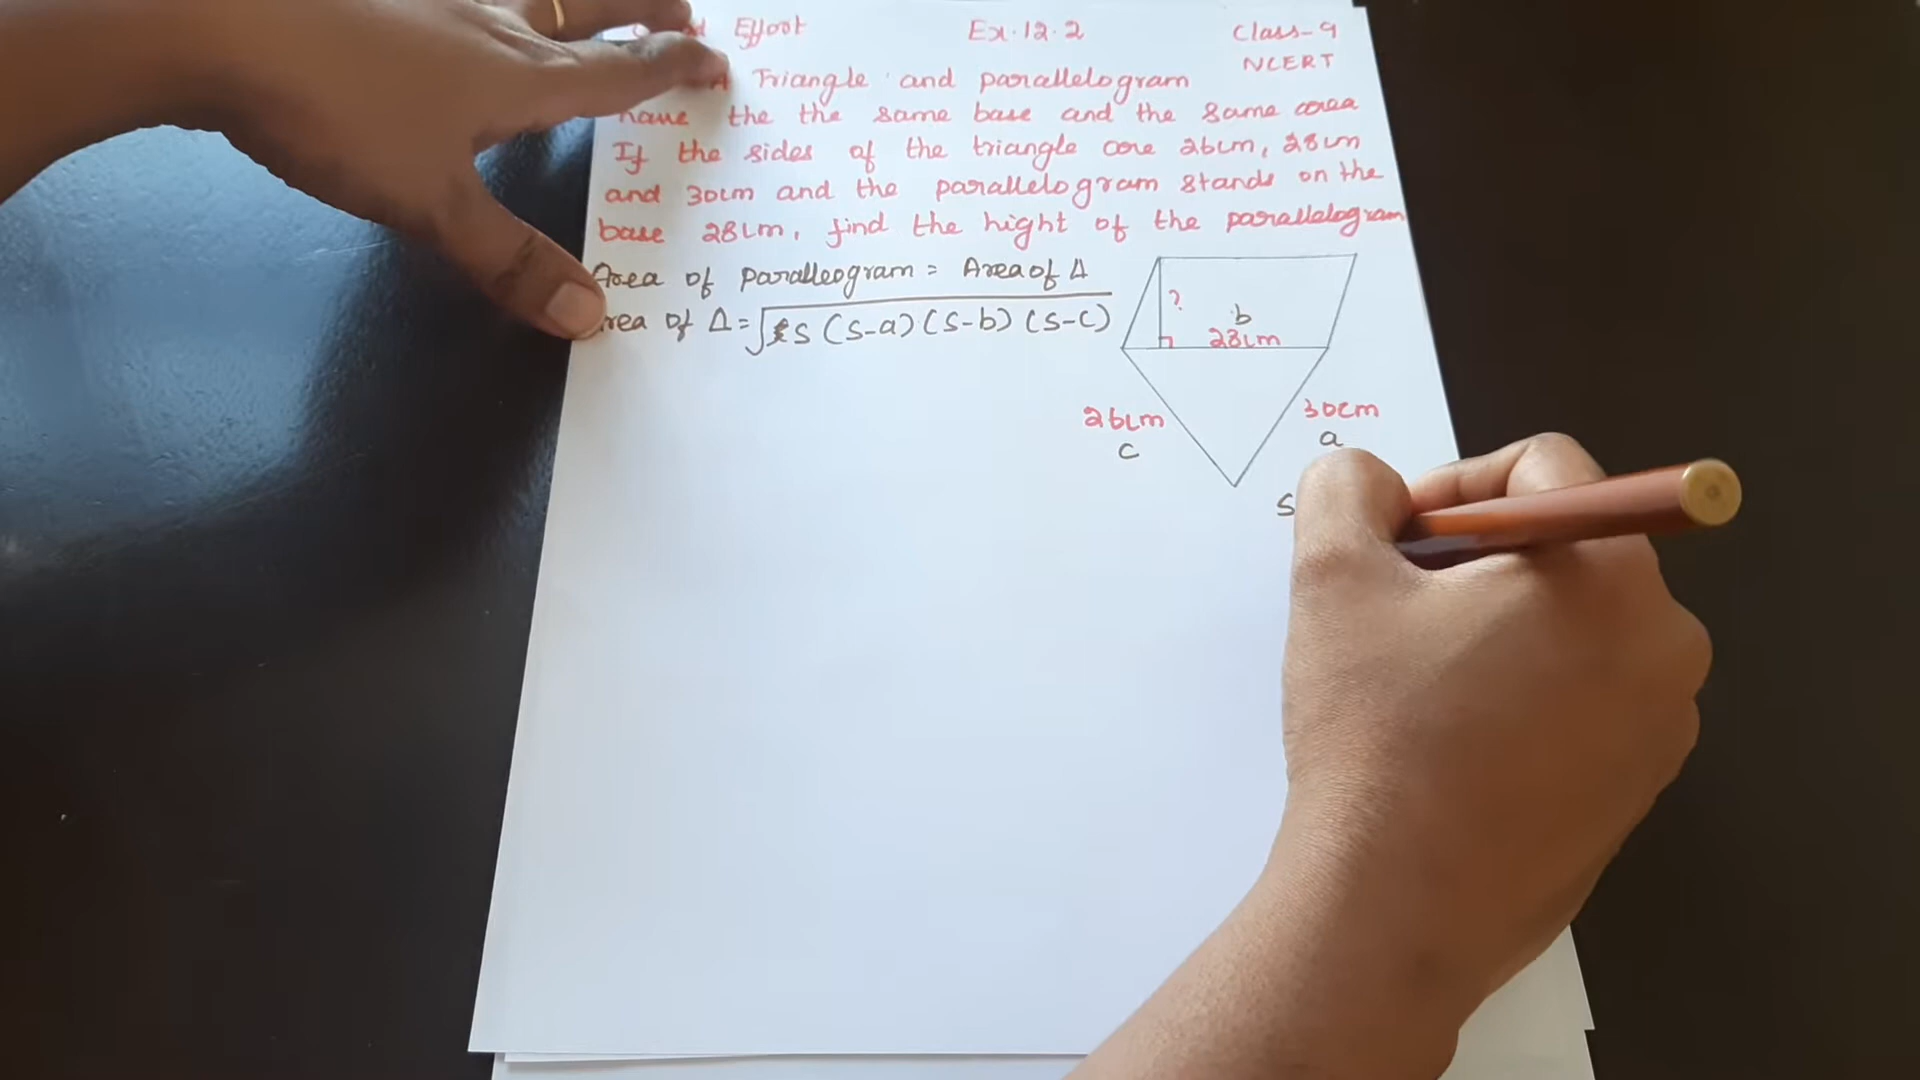 Effort Ex.12.2 Class-9
NCERT
A Triangle and parallelogram
have the the same base and the same area
If the sides of the triangle are 26cm, 28cm
and 30cm and the parallelogram stands on the
base 28cm, find the hight of the parallelogram
Area of paralleogram = Area of Δ
rea of Δ = √s (s-a) (s-b) (s-c)
?
b
28cm
26cm
c
30cm
a
S